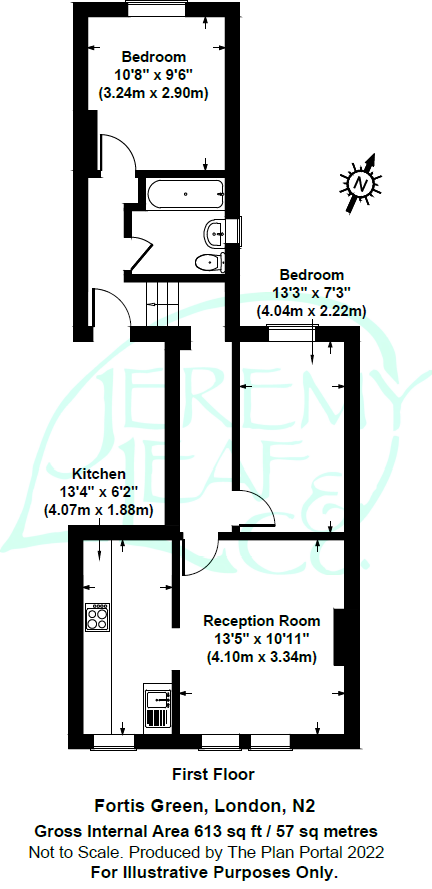 Bedroom
10'8" x 9'6"
(3.24m x 2.90m)
N
Bedroom
13'3" x 7'3"
(4.04m x 2.22m)
JEREMY
LEAF
& Co.
Kitchen
13'4" x 6'2"
(4.07m x 1.88m)
Reception Room
13'5" x 10'11"
(4.10m x 3.34m)
First Floor
Fortis Green, London, N2
Gross Internal Area 613 sq ft / 57 sq metres
Not to Scale. Produced by The Plan Portal 2022
For Illustrative Purposes Only.